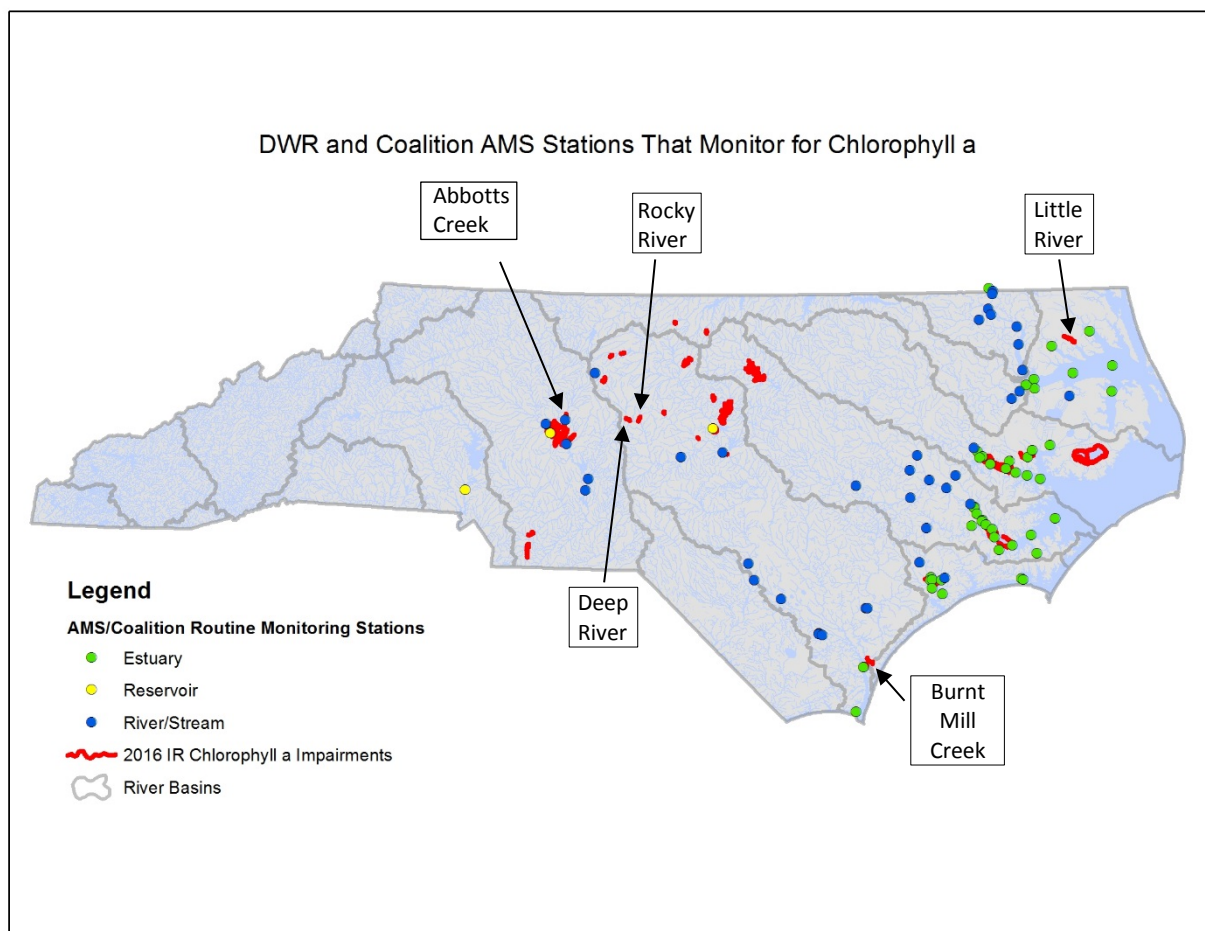 DWR and Coalition AMS Stations That Monitor for Chlorophyll a
Abbotts
Creek
Rocky
River
Little
River
Deep
River
Burnt
Mill
Creek
Legend
AMS/Coalition Routine Monitoring Stations
Estuary
Reservoir
River/Stream
2016 IR Chlorophyll a Impairments
River Basins